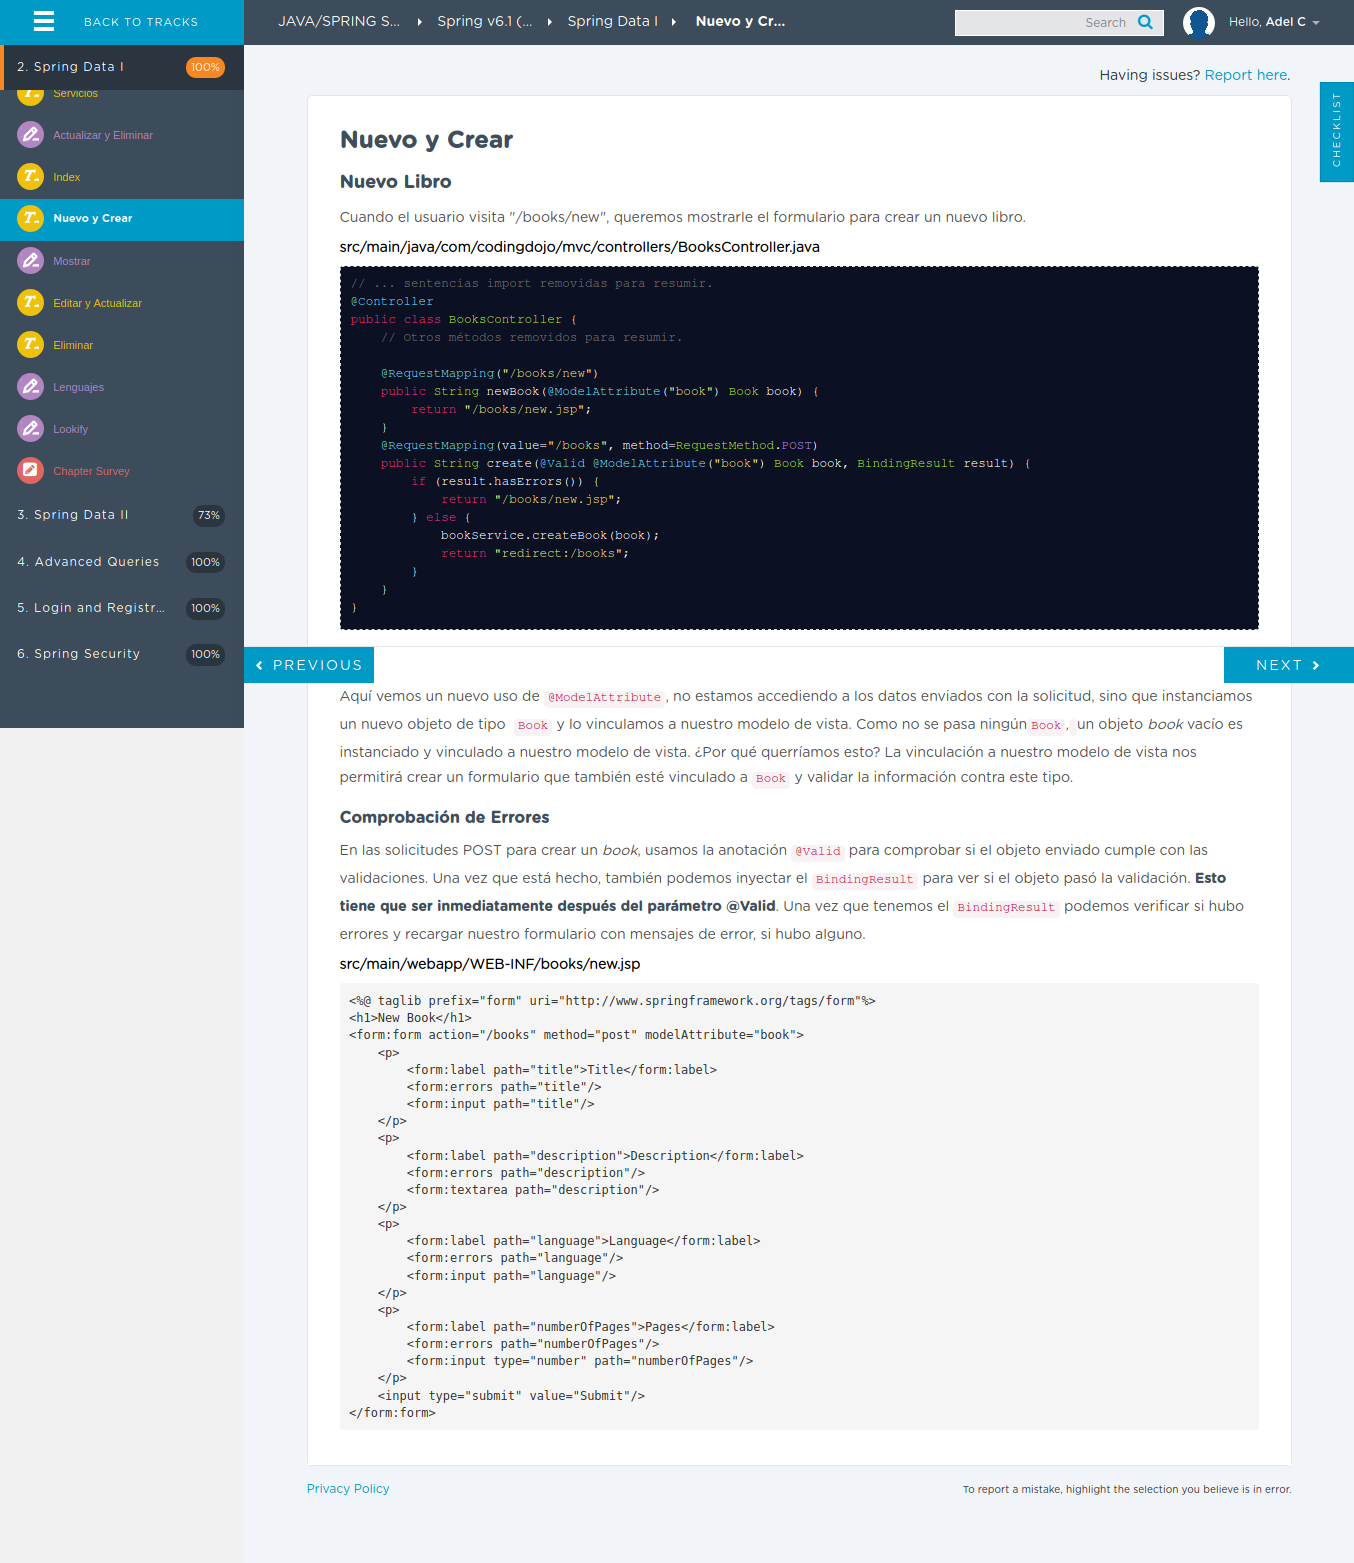 BACK TO TRACKS
JAVA/SPRING S... Spring v6.1 (... Spring Data I Nuevo y Cr...
Search
Hello, Adel C
2. Spring Data I 100%
Servicios
Actualizar y Eliminar
Index
Nuevo y Crear
Mostrar
Editar y Actualizar
Eliminar
Lenguajes
Lookify
Chapter Survey
3. Spring Data II 73%
4. Advanced Queries 100%
5. Login and Registr... 100%
6. Spring Security 100%
Having issues? Report here.
CHECKLIST
Nuevo y Crear
Nuevo Libro
Cuando el usuario visita "/books/new", queremos mostrarle el formulario para crear un nuevo libro.
src/main/java/com/codingdojo/mvc/controllers/BooksController.java
// ... sentencias import removidas para resumir.
@Controller
public class BooksController {
    // Otros métodos removidos para resumir.
    @RequestMapping("/books/new")
    public String newBook(@ModelAttribute("book") Book book) {
        return "/books/new.jsp";
    }
    @RequestMapping(value="/books", method=RequestMethod.POST)
    public String create(@Valid @ModelAttribute("book") Book book, BindingResult result) {
        if (result.hasErrors()) {
            return "/books/new.jsp";
        } else {
            bookService.createBook(book);
            return "redirect:/books";
        }
    }
}
PREVIOUS
NEXT
Aquí vemos un nuevo uso de @ModelAttribute, no estamos accediendo a los datos enviados con la solicitud, sino que instanciamos
un nuevo objeto de tipo Book y lo vinculamos a nuestro modelo de vista. Como no se pasa ningún Book, un objeto book vacío es
instanciado y vinculado a nuestro modelo de vista. ¿Por qué querríamos esto? La vinculación a nuestro modelo de vista nos
permitirá crear un formulario que también esté vinculado a Book y validar la información contra este tipo.
Comprobación de Errores
En las solicitudes POST para crear un book, usamos la anotación @Valid para comprobar si el objeto enviado cumple con las
validaciones. Una vez que está hecho, también podemos inyectar el BindingResult para ver si el objeto pasó la validación. Esto
tiene que ser inmediatamente después del parámetro @Valid. Una vez que tenemos el BindingResult podemos verificar si hubo
errores y recargar nuestro formulario con mensajes de error, si hubo alguno.
src/main/webapp/WEB-INF/books/new.jsp
<%@ taglib prefix="form" uri="http://www.springframework.org/tags/form"%>
<h1>New Book</h1>
<form:form action="/books" method="post" modelAttribute="book">
    <p>
        <form:label path="title">Title</form:label>
        <form:errors path="title"/>
        <form:input path="title"/>
    </p>
    <p>
        <form:label path="description">Description</form:label>
        <form:errors path="description"/>
        <form:textarea path="description"/>
    </p>
    <p>
        <form:label path="language">Language</form:label>
        <form:errors path="language"/>
        <form:input path="language"/>
    </p>
    <p>
        <form:label path="numberOfPages">Pages</form:label>
        <form:errors path="numberOfPages"/>
        <form:input type="number" path="numberOfPages"/>
    </p>
    <input type="submit" value="Submit"/>
</form:form>
Privacy Policy
To report a mistake, highlight the selection you believe is in error.